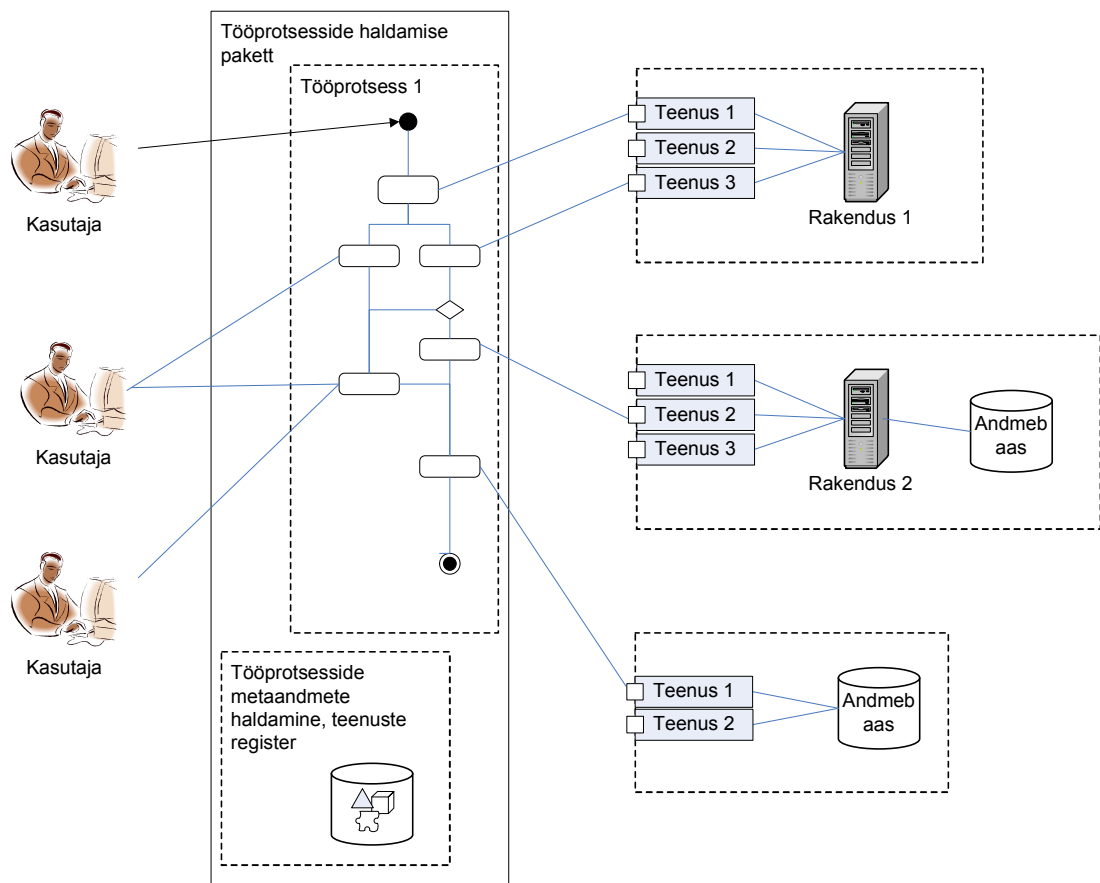 Tööprotsesside haldamise
pakett
Tööprotsess 1
Kasutaja
Kasutaja
Kasutaja
Tööprotsesside
metaandmete
haldamine, teenuste
register
Teenus 1
Teenus 2
Teenus 3
Rakendus 1
Teenus 1
Teenus 2
Teenus 3
Rakendus 2
Andmeb
aas
Teenus 1
Teenus 2
Andmeb
aas